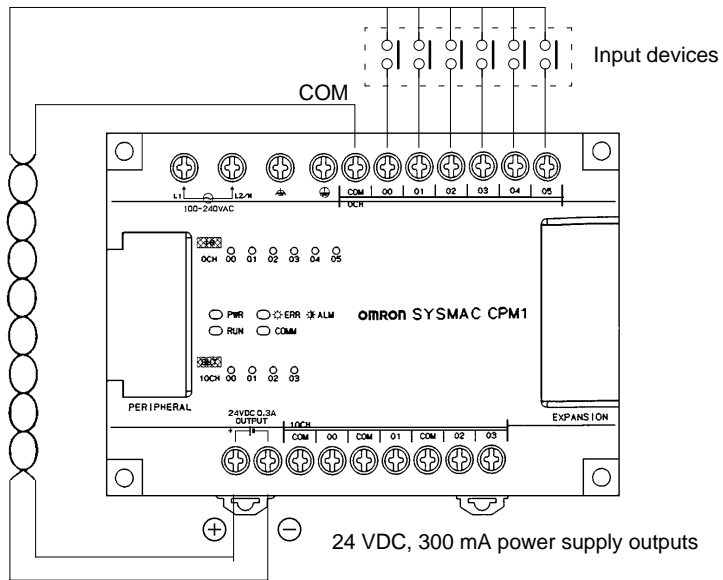 Input devices
COM
L1 L2/N
100-240VAC
COM 00 01 02 03 04 05
0CH
0CH 00 01 02 03 04 05
PWR ERR ALM
RUN COMM
OMRON SYSMAC CPM1
10CH 00 01 02 03
PERIPHERAL
EXPANSION
24VDC 0.3A
OUTPUT
+ -
10CH
COM 00 COM 01 COM 02 03
+ −
24 VDC, 300 mA power supply outputs